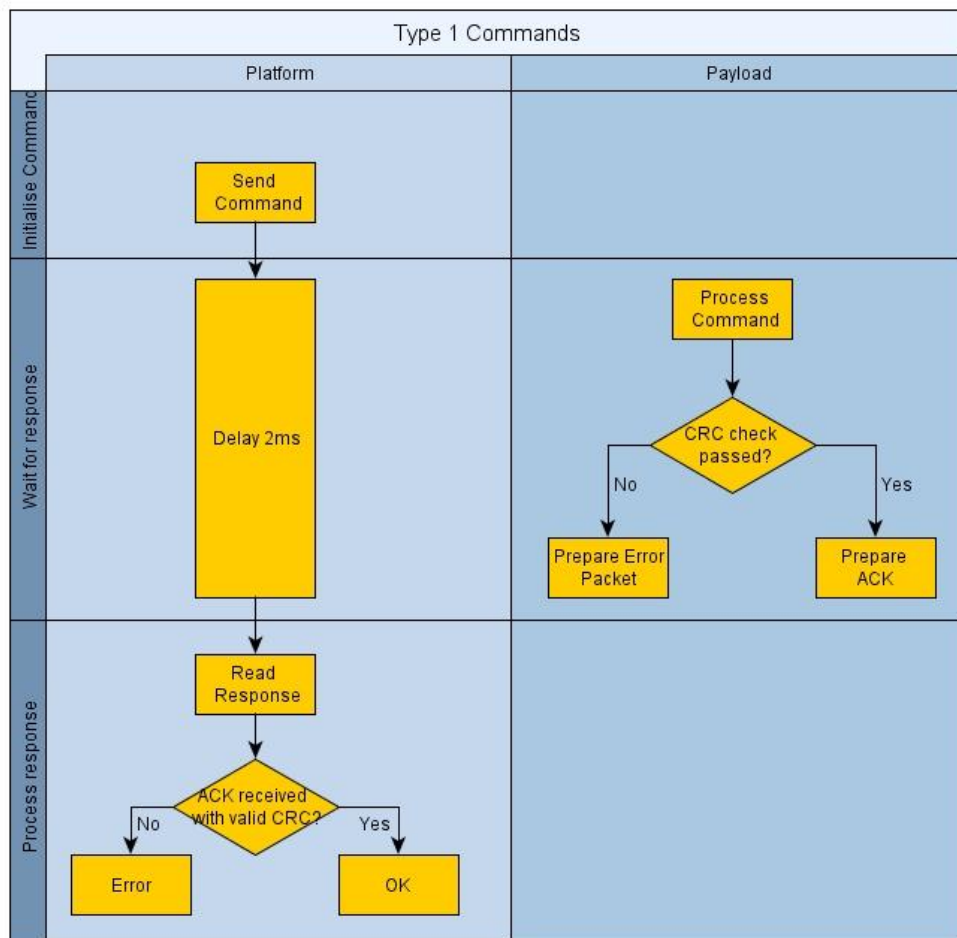 Type 1 Commands
Platform
Payload
Initialise Command
Send
Command
Wait for response
Delay 2ms
Process
Command
CRC check
passed?
No
Yes
Prepare Error
Packet
Prepare
ACK
Process response
Read
Response
ACK received
with valid CRC?
No
Yes
Error
OK